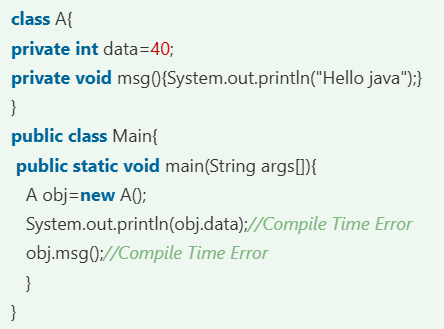 class A{
private int data=40;
private void msg(){System.out.println("Hello java");}
}
public class Main{
public static void main(String args[]){
A obj=new A();
System.out.println(obj.data);//Compile Time Error
obj.msg();//Compile Time Error
}
}